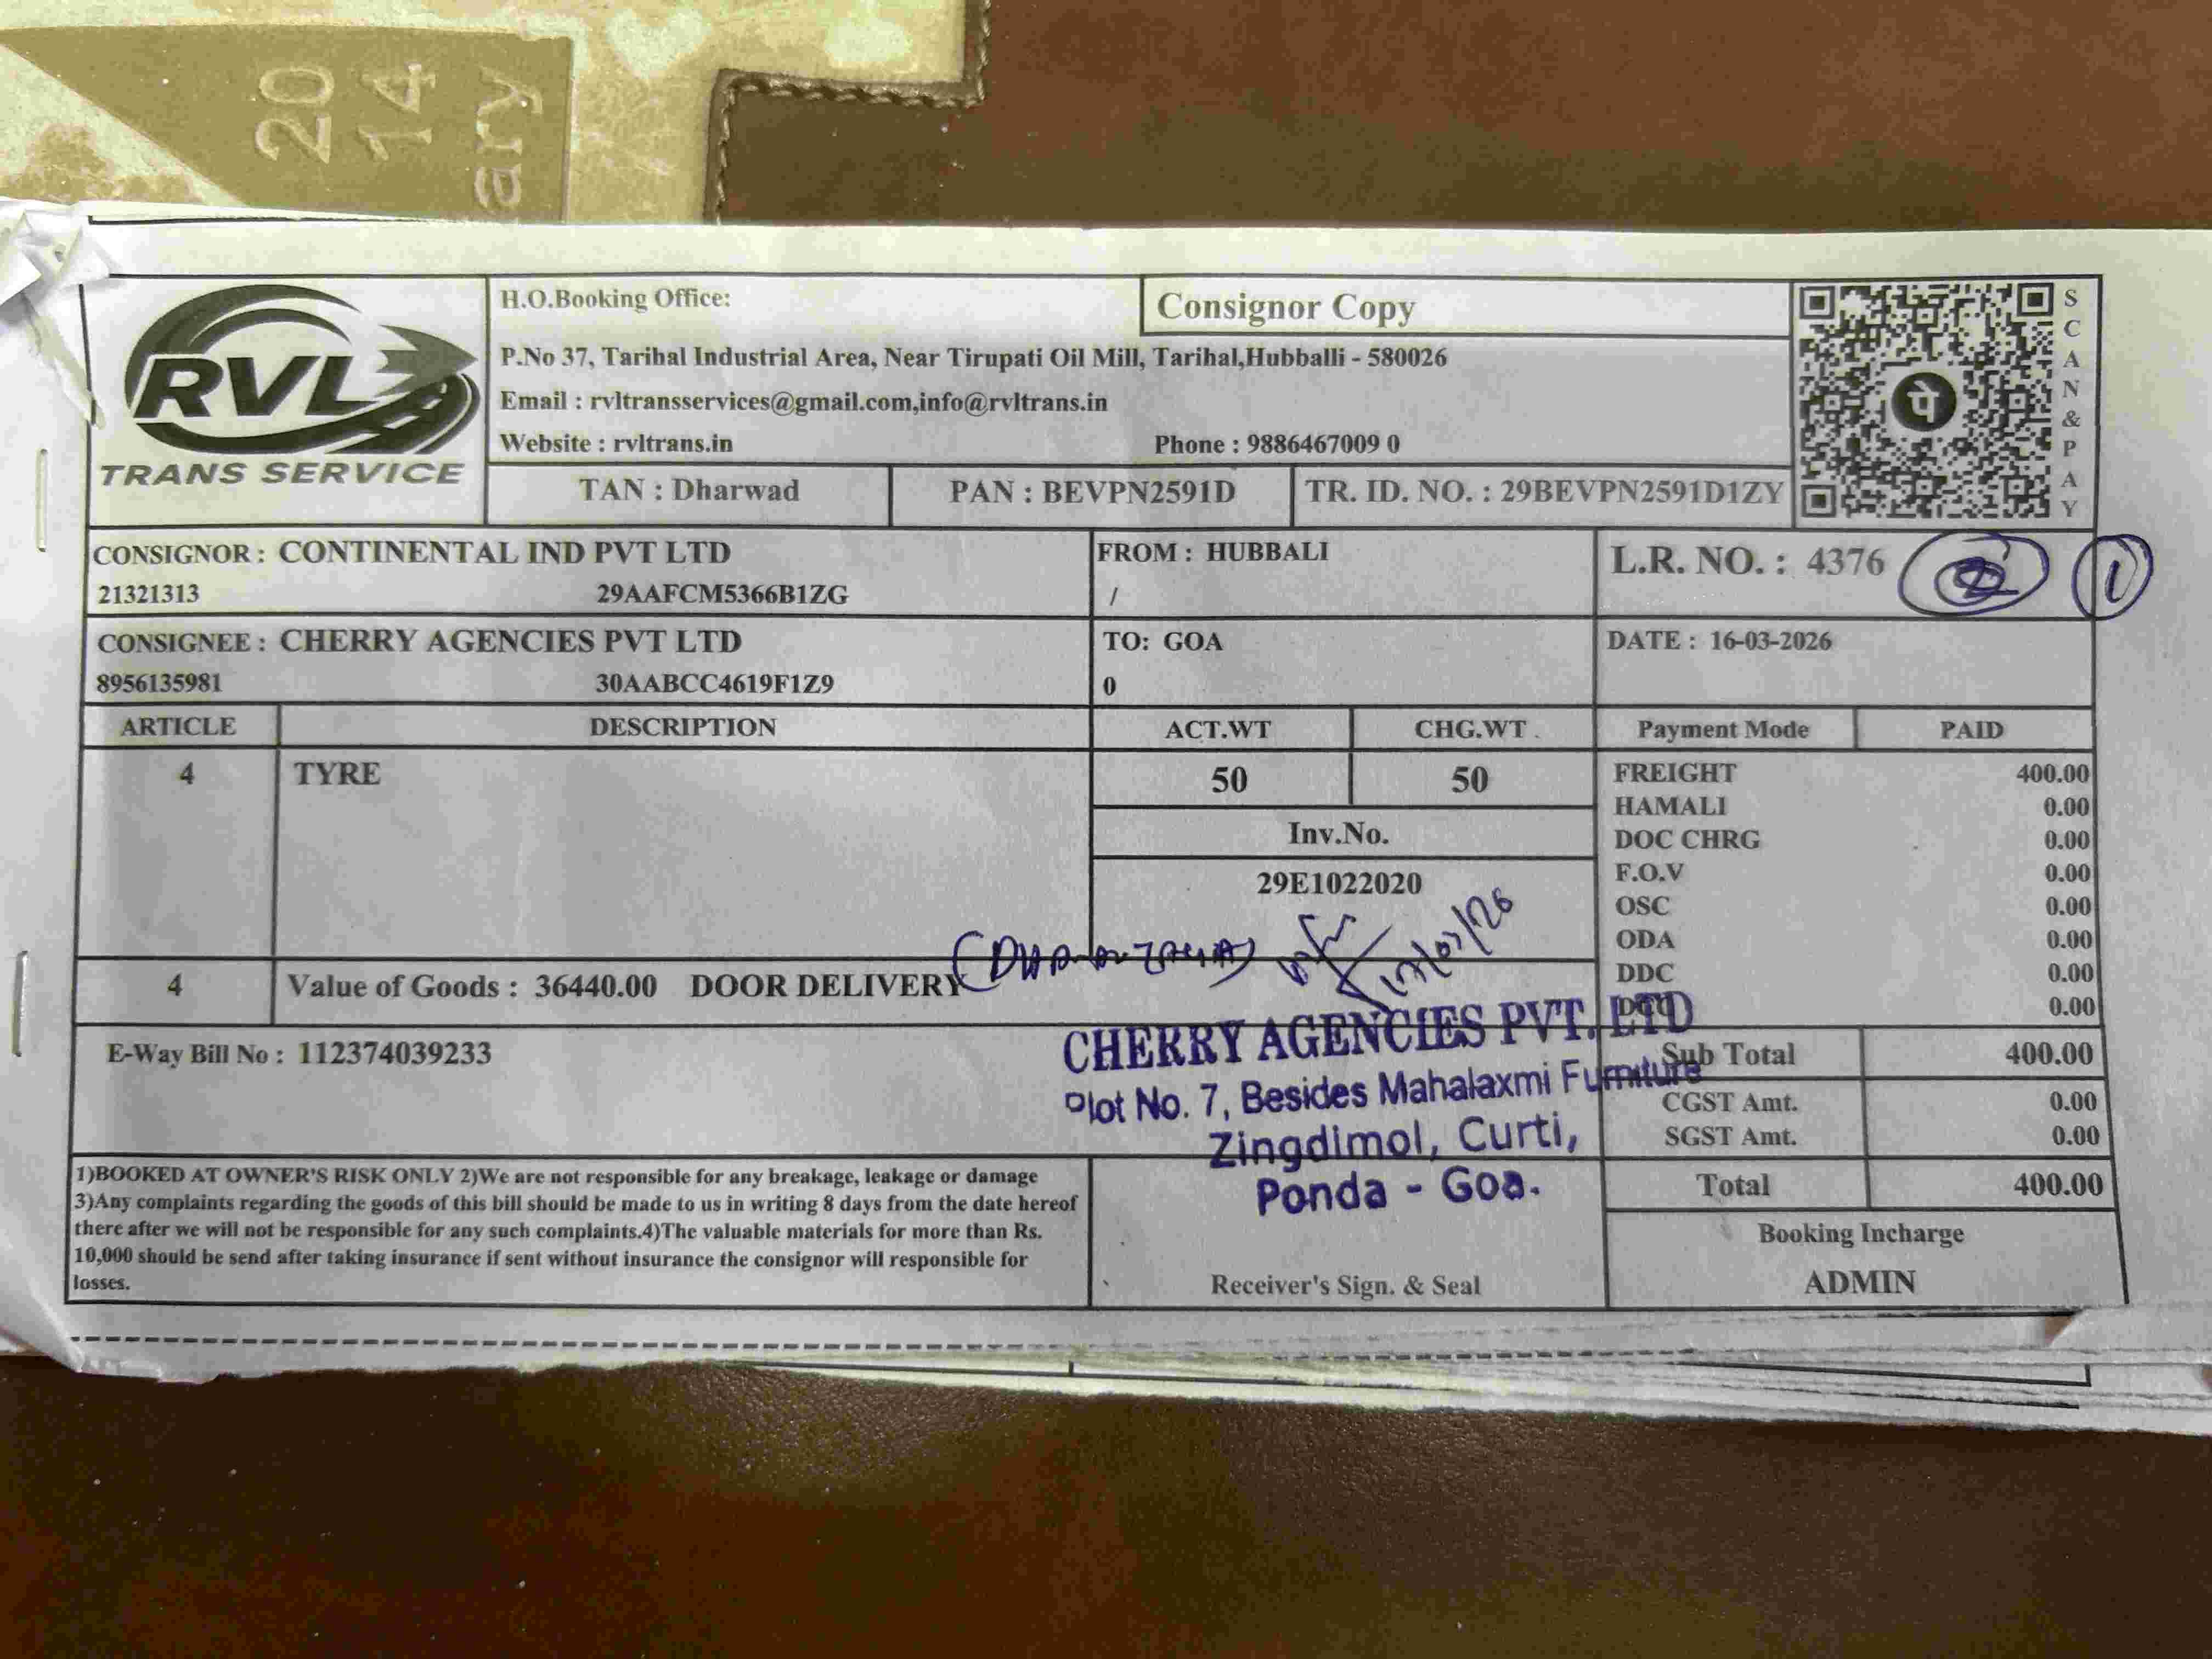 20
14
ary
RVL
TRANS SERVICE
H.O.Booking Office:
Consignor Copy
P.No 37, Tarihal Industrial Area, Near Tirupati Oil Mill, Tarihal,Hubballi - 580026
Email : rvltransservices@gmail.com,info@rvltrans.in
Website : rvltrans.in Phone : 9886467009 0
TAN : Dharwad PAN : BEVPN2591D TR. ID. NO. : 29BEVPN2591D1ZY
पे
SCAN&PAY
CONSIGNOR : CONTINENTAL IND PVT LTD FROM : HUBBALI L.R. NO. : 4376 2 1
21321313 29AAFCM5366B1ZG /
CONSIGNEE : CHERRY AGENCIES PVT LTD TO: GOA DATE : 16-03-2026
8956135981 30AABCC4619F1Z9 0
ARTICLE DESCRIPTION ACT.WT CHG.WT. Payment Mode PAID
4 TYRE 50 50 FREIGHT 400.00
HAMALI 0.00
Inv.No. DOC CHRG 0.00
29E1022020 F.O.V 0.00
OSC 0.00
17/03/26 ODA 0.00
4 Value of Goods : 36440.00 DOOR DELIVERY DDC 0.00
0.00
CHERRY AGENCIES PVT. LTD
Plot No. 7, Besides Mahalaxmi Furniture
Zingdimol, Curti,
Ponda - Goa.
E-Way Bill No : 112374039233 Sub Total 400.00
CGST Amt. 0.00
SGST Amt. 0.00
Total 400.00
1)BOOKED AT OWNER'S RISK ONLY 2)We are not responsible for any breakage, leakage or damage
3)Any complaints regarding the goods of this bill should be made to us in writing 8 days from the date hereof
there after we will not be responsible for any such complaints.4)The valuable materials for more than Rs.
10,000 should be send after taking insurance if sent without insurance the consignor will responsible for
losses.
Receiver's Sign. & Seal
Booking Incharge
ADMIN